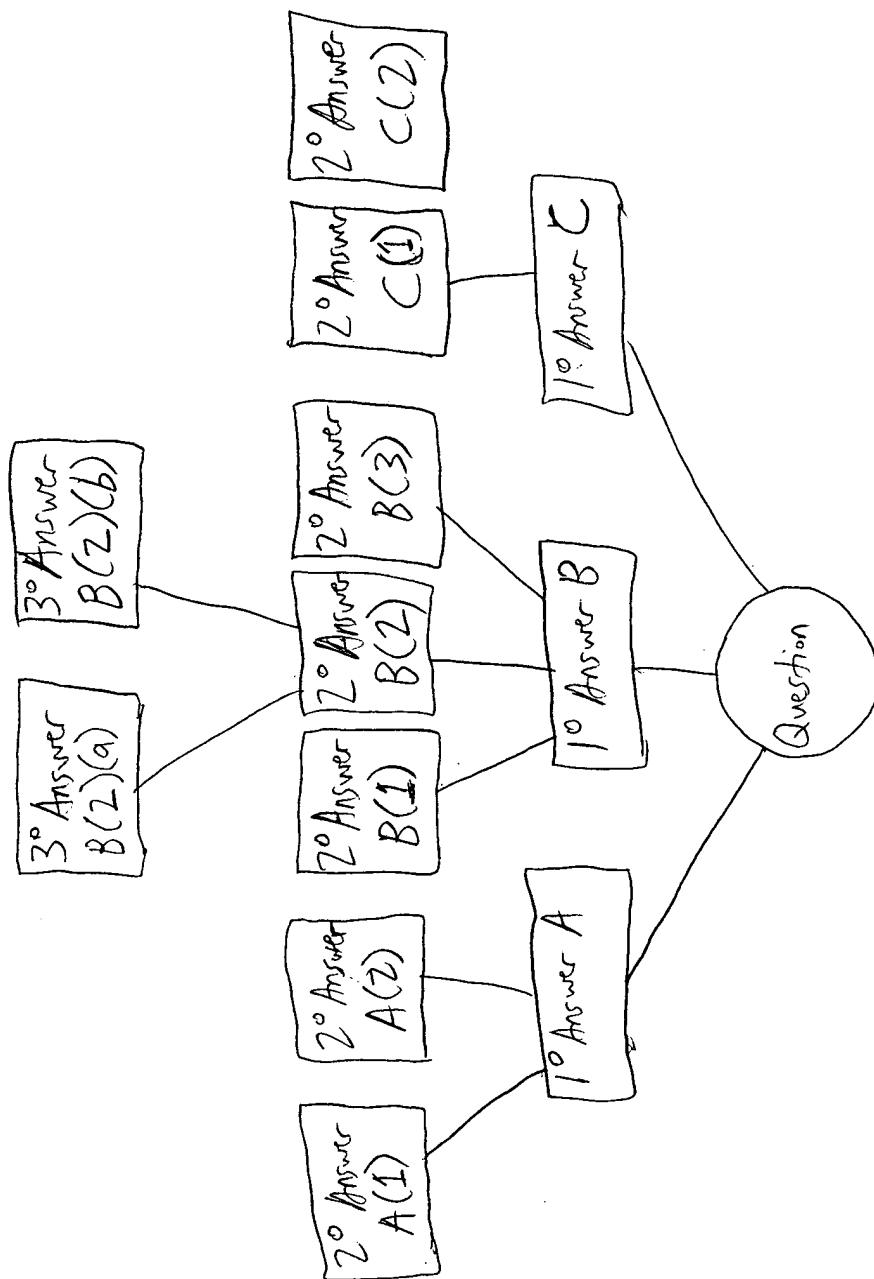 3° Answer
B(2)(a)
3° Answer
B(2)(b)
2° Answer
A(1)
2° Answer
A(2)
2° Answer
B(1)
2° Answer
B(2)
2° Answer
B(3)
2° Answer
C(1)
2° Answer
C(2)
1° Answer A
1° Answer B
1° Answer C
Question